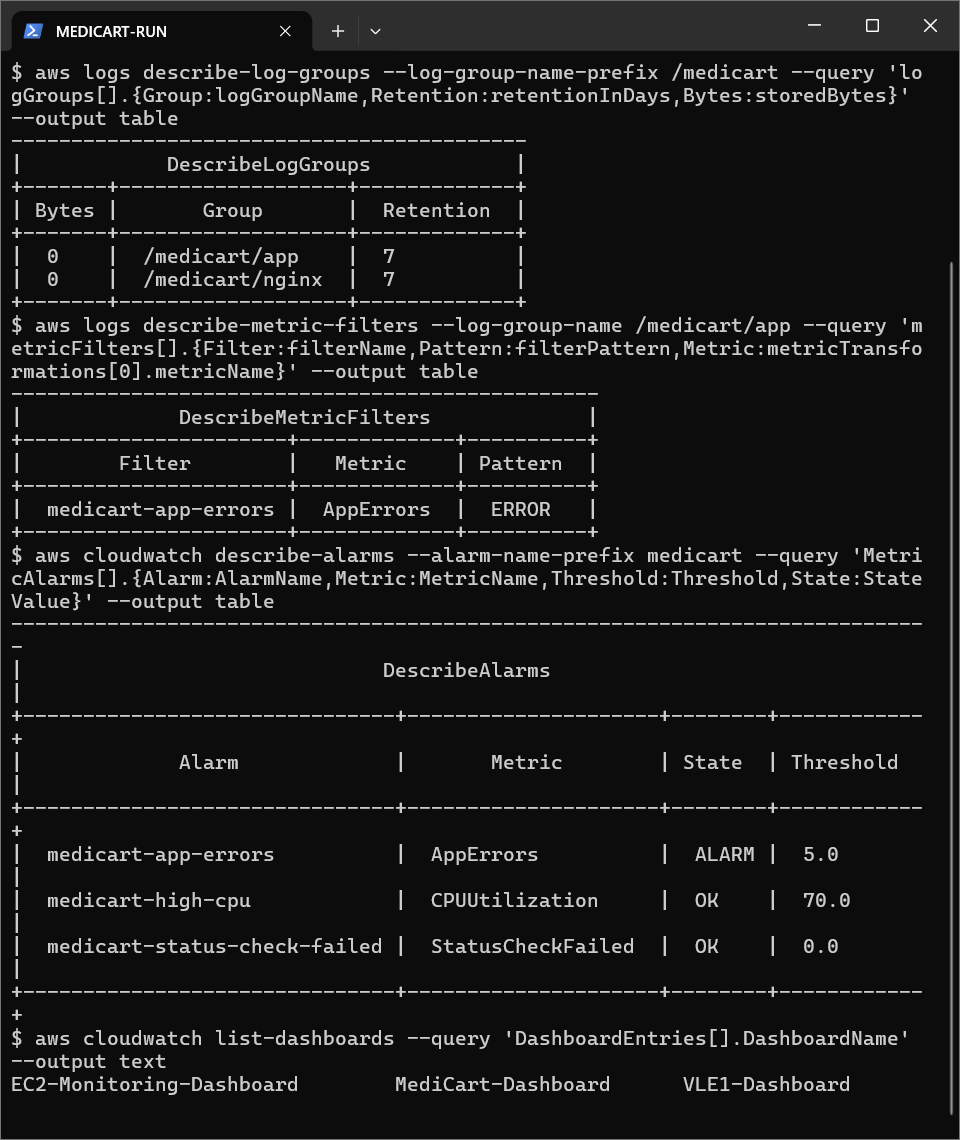 MEDICART-RUN
$ aws logs describe-log-groups --log-group-name-prefix /medicart --query 'lo
gGroups[].{Group:logGroupName,Retention:retentionInDays,Bytes:storedBytes}'
--output table
-------------------------------------------
|            DescribeLogGroups            |
+-------+-------------------+-------------+
| Bytes |       Group       |  Retention  |
+-------+-------------------+-------------+
|  0    |  /medicart/app    |  7          |
|  0    |  /medicart/nginx  |  7          |
+-------+-------------------+-------------+
$ aws logs describe-metric-filters --log-group-name /medicart/app --query 'm
etricFilters[].{Filter:filterName,Pattern:filterPattern,Metric:metricTransfo
rmations[0].metricName}' --output table
-------------------------------------------------
|             DescribeMetricFilters             |
+----------------------+-------------+----------+
|        Filter        |   Metric    | Pattern  |
+----------------------+-------------+----------+
|  medicart-app-errors |  AppErrors  |  ERROR   |
+----------------------+-------------+----------+
$ aws cloudwatch describe-alarms --alarm-name-prefix medicart --query 'Metri
cAlarms[].{Alarm:AlarmName,Metric:MetricName,Threshold:Threshold,State:State
Value}' --output table
----------------------------------------------------------------------------
-
|                              DescribeAlarms
|
+-------------------------------+---------------------+--------+------------
+
|             Alarm             |       Metric        | State  | Threshold
|
+-------------------------------+---------------------+--------+------------
+
|  medicart-app-errors          |  AppErrors          |  ALARM |  5.0
|
|  medicart-high-cpu            |  CPUUtilization     |  OK    |  70.0
|
|  medicart-status-check-failed |  StatusCheckFailed  |  OK    |  0.0
|
+-------------------------------+---------------------+--------+------------
+
$ aws cloudwatch list-dashboards --query 'DashboardEntries[].DashboardName'
--output text
EC2-Monitoring-Dashboard        MediCart-Dashboard      VLE1-Dashboard